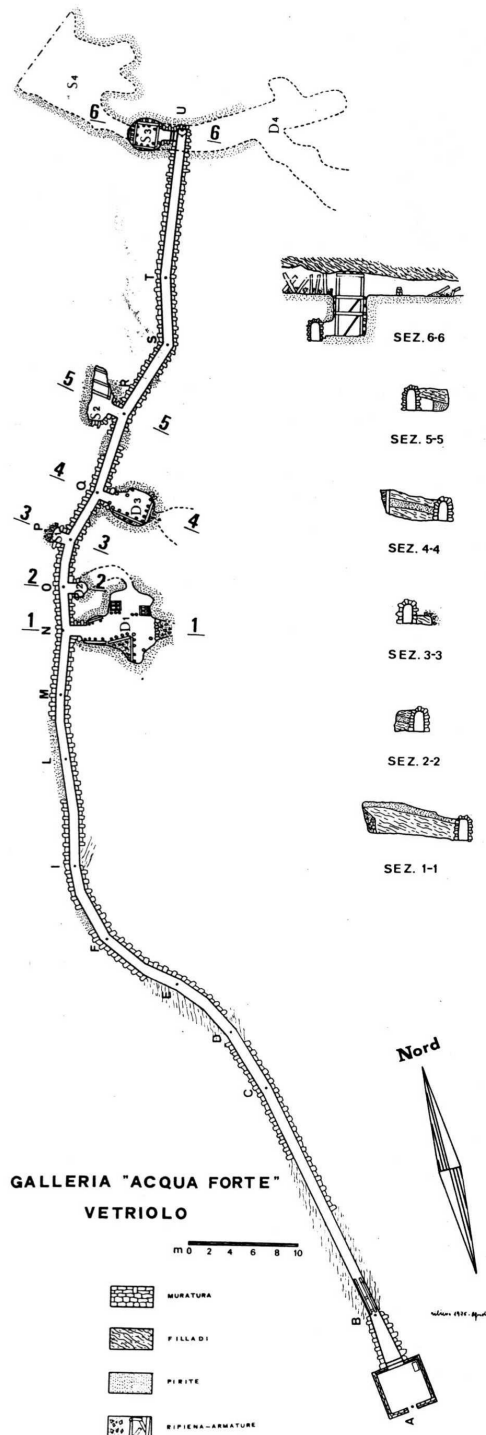 S4
6
S3
U
6
D4
T
SEZ. 6-6
S
5
R
S2
5
SEZ. 5-5
4
Q
3
P
D3
4
SEZ. 4-4
S1
3
2
O
D2
2
SEZ. 3-3
1
N
D1
1
M
SEZ. 2-2
L
I
SEZ. 1-1
F
E
D
C
Nord
GALLERIA "ACQUA FORTE"
VETRIOLO
m 0 2 4 6 8 10
MURATURA
B
FILLADI
PIRITE
A
RIPIENA-ARMATURE